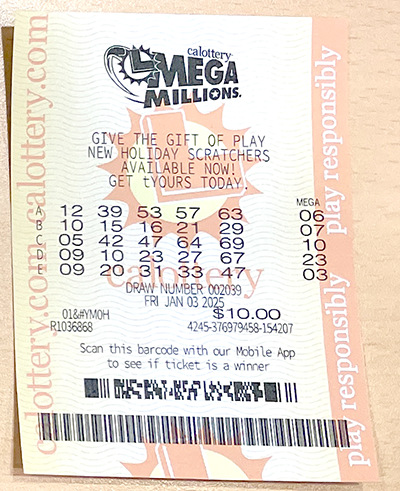 calottery
MEGA
MILLIONS.
GIVE THE GIFT OF PLAY
NEW HOLIDAY SCRATCHERS
AVAILABLE NOW!
GET tYOURS TODAY.
MEGA
A 12 39 53 57 63 06
B 10 15 16 21 29 07
C 05 42 47 64 69 10
D 09 10 23 27 67 23
E 09 20 31 33 47 03
calottery
DRAW NUMBER 002039
FRI JAN 03 2025
01&#YM0H $10.00
R1036868 4245-376979458-154207
Scan this barcode with our Mobile App
to see if ticket is a winner
calottery.com calottery.com
play responsibly
play responsibly